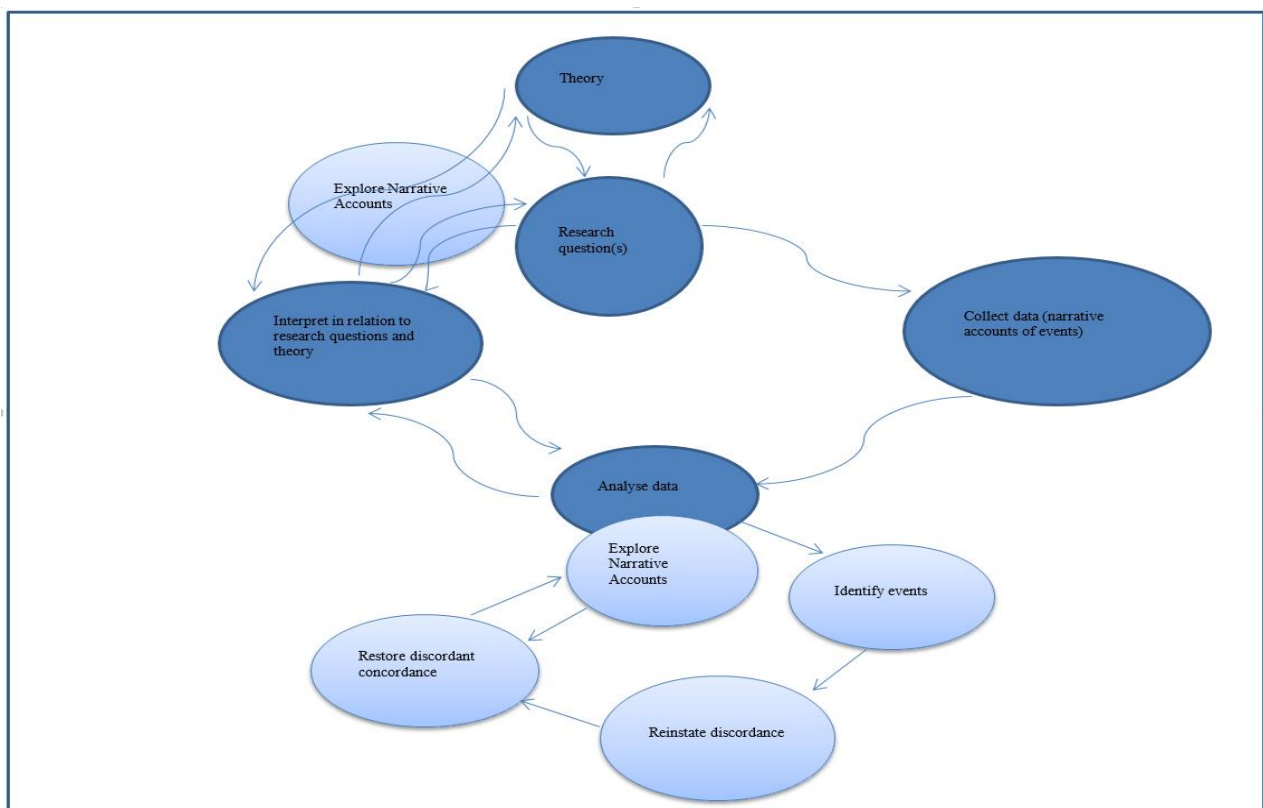 Theory
Explore Narrative
Accounts
Research
question(s)
Interpret in relation to
research questions and
theory
Collect data (narrative
accounts of events)
Analyse data
Explore
Narrative
Accounts
Identify events
Restore discordant
concordance
Reinstate discordance